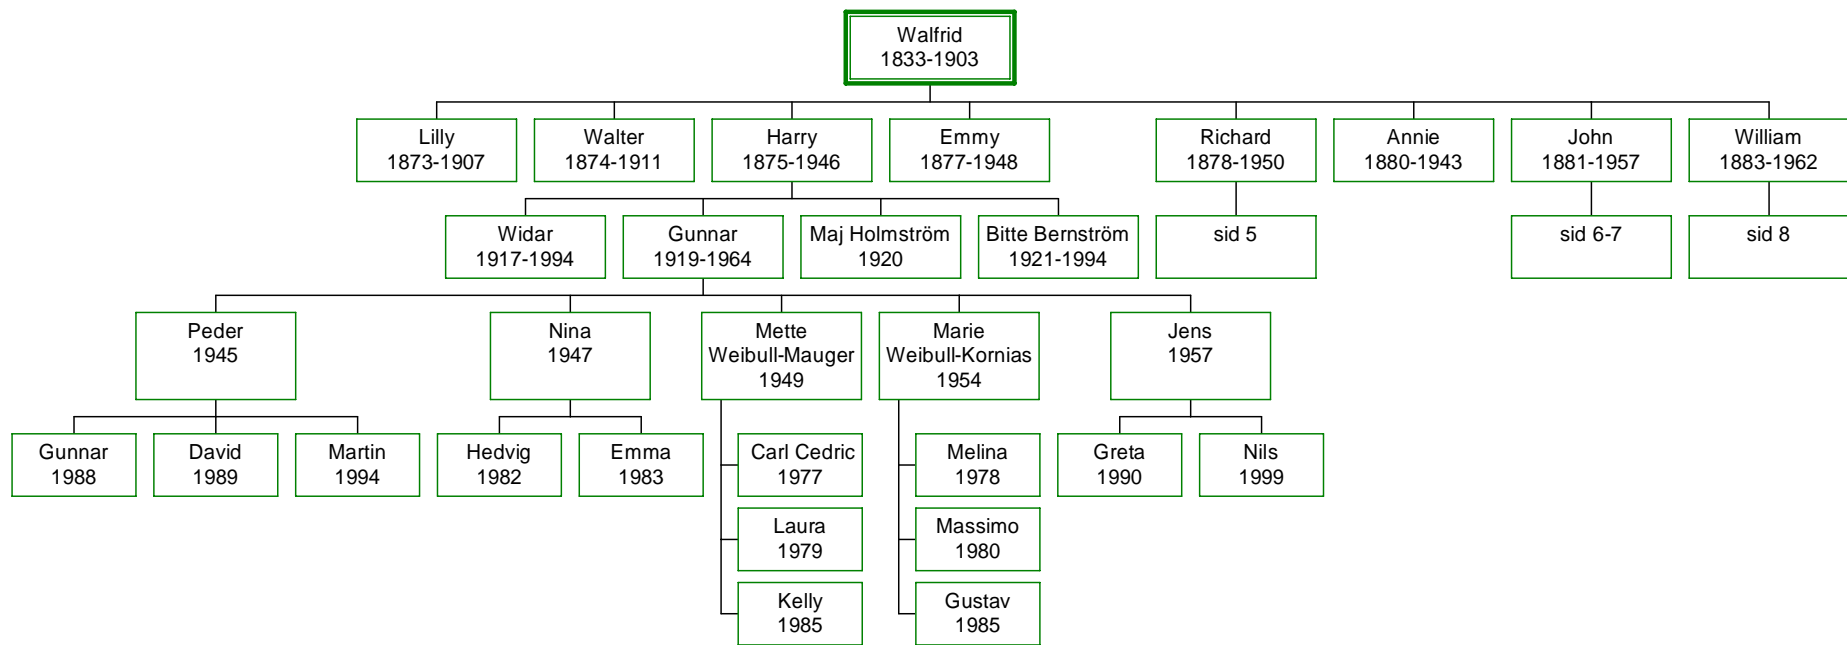 Walfrid
1833-1903
Lilly
1873-1907
Walter
1874-1911
Harry
1875-1946
Emmy
1877-1948
Richard
1878-1950
Annie
1880-1943
John
1881-1957
William
1883-1962
Widar
1917-1994
Gunnar
1919-1964
Maj Holmström
1920
Bitte Bernström
1921-1994
sid 5
sid 6-7
sid 8
Peder
1945
Nina
1947
Mette
Weibull-Mauger
1949
Marie
Weibull-Kornias
1954
Jens
1957
Gunnar
1988
David
1989
Martin
1994
Hedvig
1982
Emma
1983
Carl Cedric
1977
Laura
1979
Kelly
1985
Melina
1978
Massimo
1980
Gustav
1985
Greta
1990
Nils
1999